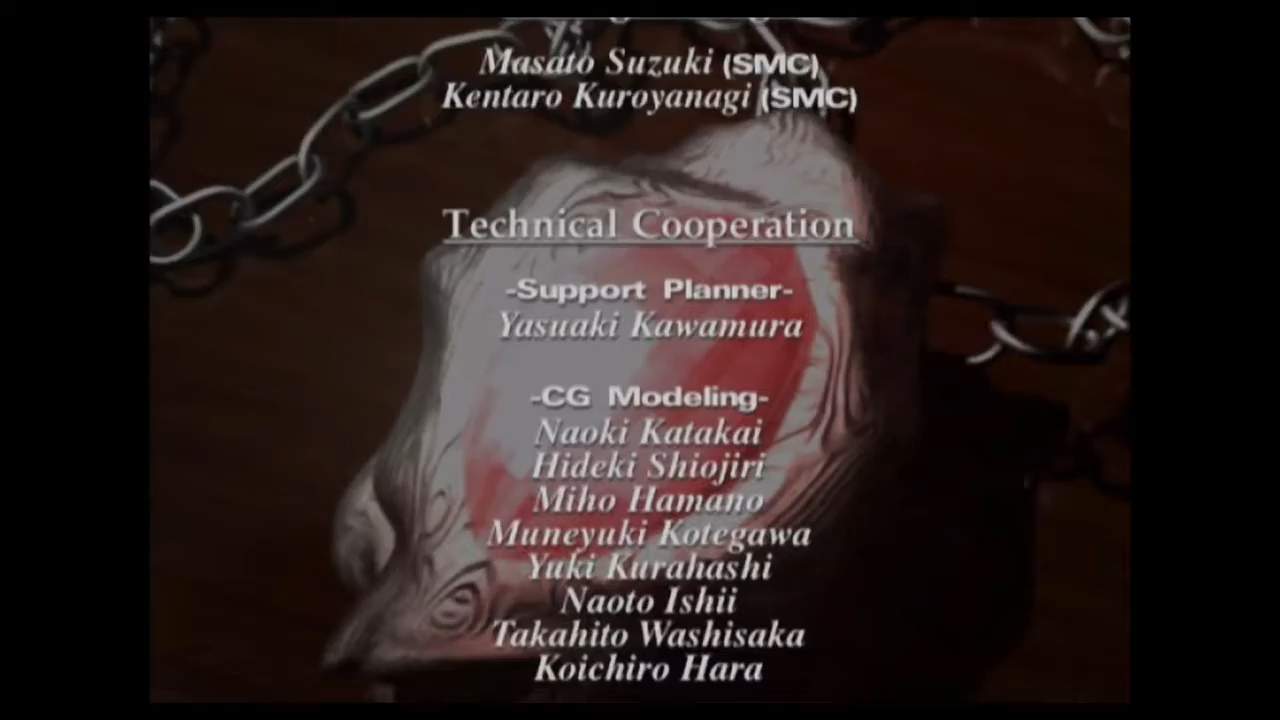 Masato Suzuki (SMC)
Kentaro Kuroyanagi (SMC)
Technical Cooperation
-Support Planner-
Yasuaki Kawamura
-CG Modeling-
Naoki Katakai
Hideki Shiojiri
Miho Hamano
Muneyuki Kotegawa
Yuki Kurahashi
Naoto Ishii
Takahito Washisaka
Koichiro Hara